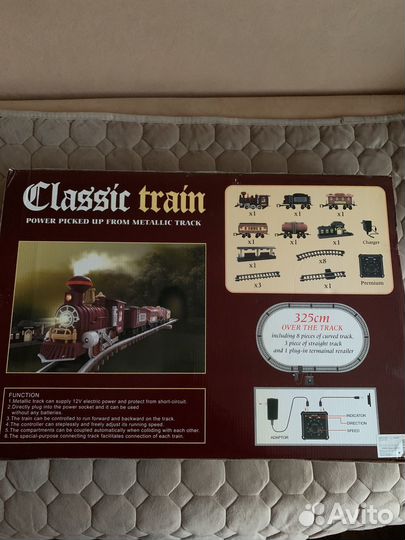 Classic train
POWER PICKED UP FROM METALLIC TRACK
x1 x1 x1
x1 x1 x1 Charger
x1 x8
x3 x1 Premium
325cm
OVER THE TRACK
including 8 pieces of curved track,
3 piece of straight track
and 1 plug-in termainal retailer
FUNCTION
1.Metallic track can supply 12V electric power and protect from short-circuit.
2.Directly plug into the power socket and it can be used
without any batteries.
3.The train can be controlled to run forward and backward on the track.
4.The controller can steplessly and freely adjust its running speed.
5.The compartments can be coupled automatically when colliding with each other.
6.The special-purpose connecting track facilitates connection of each train.
INDICATOR
DIRECTION
SPEED
ADAPTOR
Avito